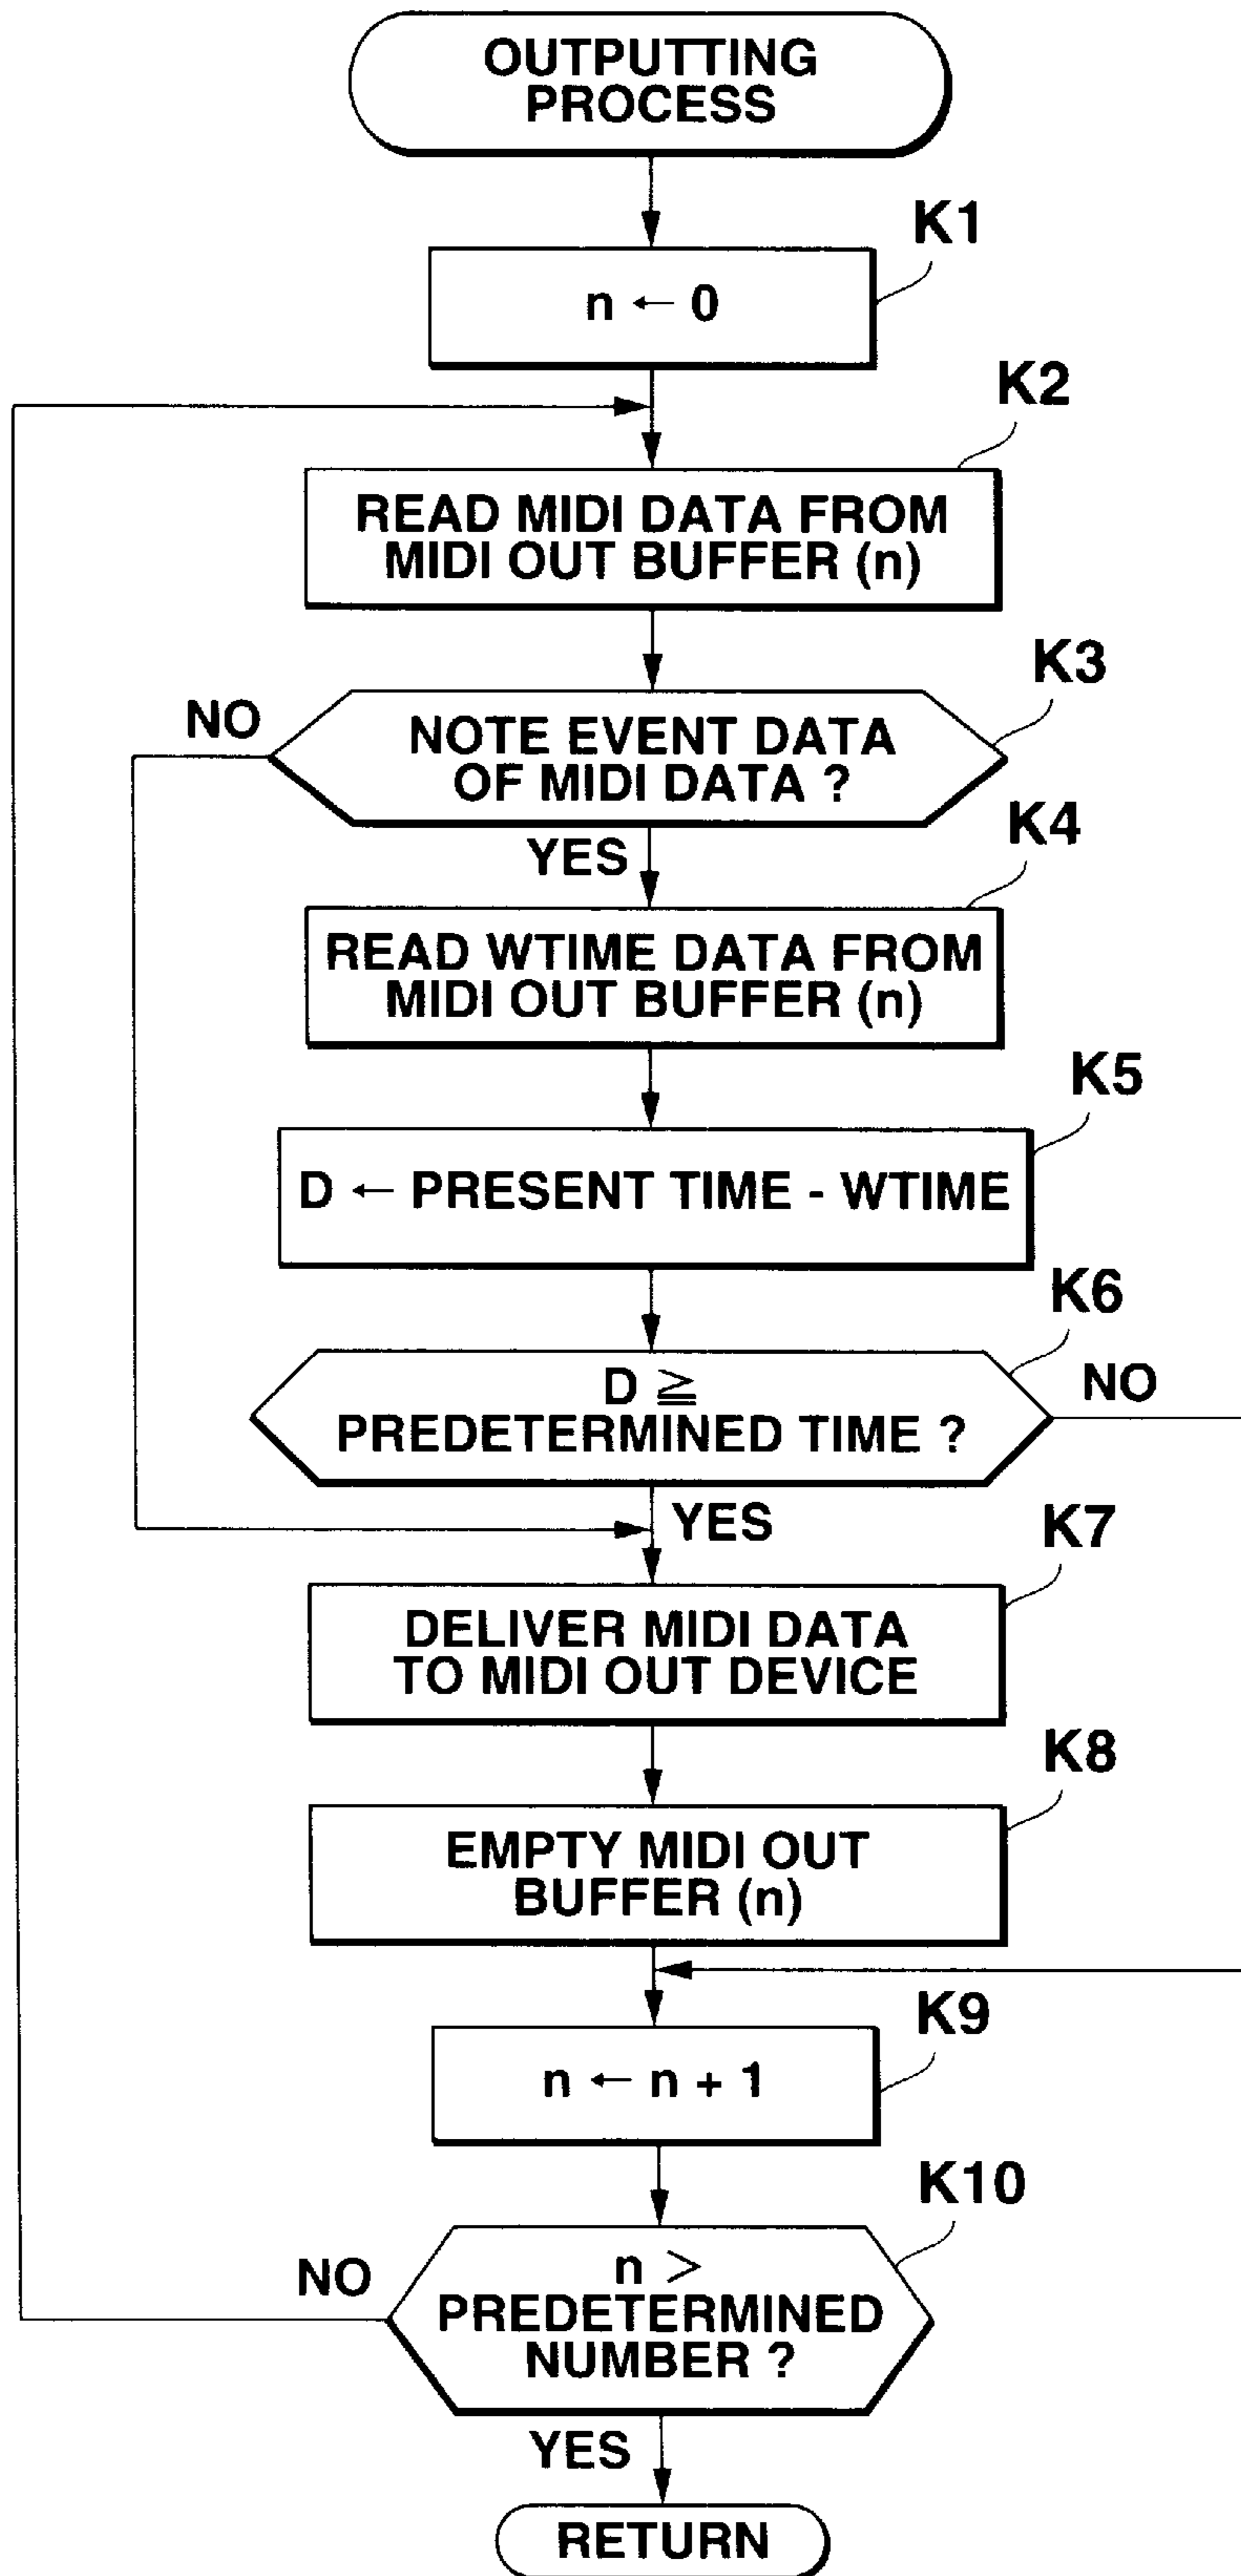 OUTPUTTING
PROCESS
K1
n ← 0
K2
READ MIDI DATA FROM
MIDI OUT BUFFER (n)
K3
NO
NOTE EVENT DATA
OF MIDI DATA ?
K4
YES
READ WTIME DATA FROM
MIDI OUT BUFFER (n)
K5
D ← PRESENT TIME - WTIME
K6
NO
D ≧
PREDETERMINED TIME ?
YES
K7
DELIVER MIDI DATA
TO MIDI OUT DEVICE
K8
EMPTY MIDI OUT
BUFFER (n)
K9
n ← n + 1
K10
NO
n >
PREDETERMINED
NUMBER ?
YES
RETURN